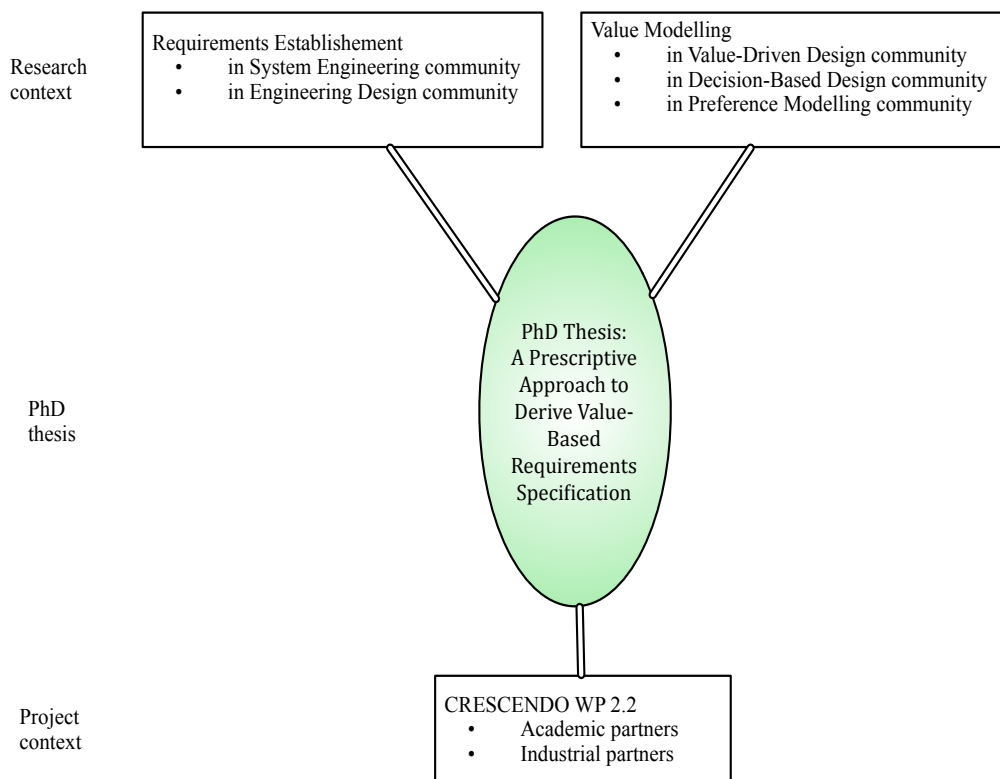 Research
context
Requirements Establishement
• in System Engineering community
• in Engineering Design community
Value Modelling
• in Value-Driven Design community
• in Decision-Based Design community
• in Preference Modelling community
PhD
thesis
PhD Thesis:
A Prescriptive
Approach to
Derive Value-
Based
Requirements
Specification
Project
context
CRESCENDO WP 2.2
• Academic partners
• Industrial partners